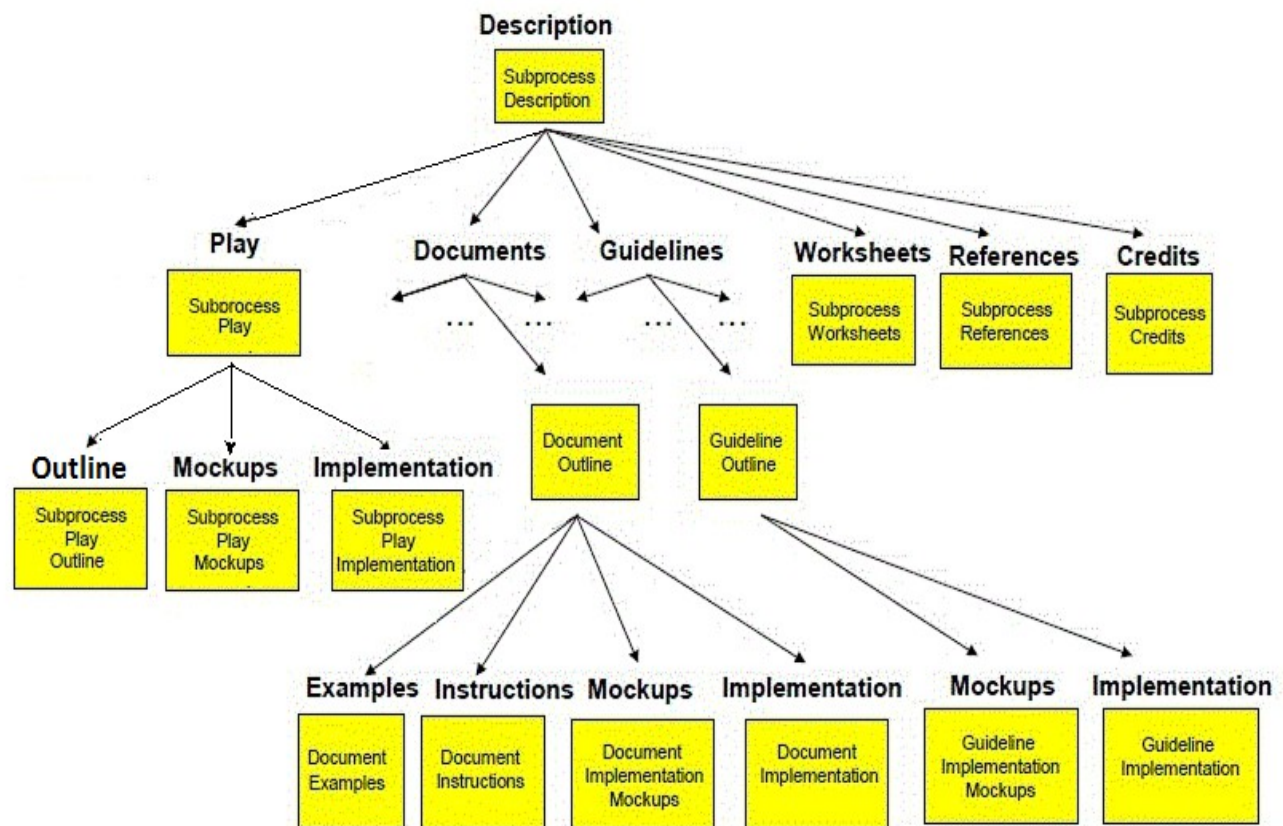 Description
Subprocess
Description
Play
Documents
Guidelines
Worksheets
References
Credits
Subprocess
Play
...
...
...
...
Subprocess
Worksheets
Subprocess
References
Subprocess
Credits
Document
Outline
Guideline
Outline
Outline
Mockups
Implementation
Subprocess
Play
Outline
Subprocess
Play
Mockups
Subprocess
Play
Implementation
Examples
Instructions
Mockups
Implementation
Mockups
Implementation
Document
Examples
Document
Instructions
Document
Implementation
Mockups
Document
Implementation
Guideline
Implementation
Mockups
Guideline
Implementation